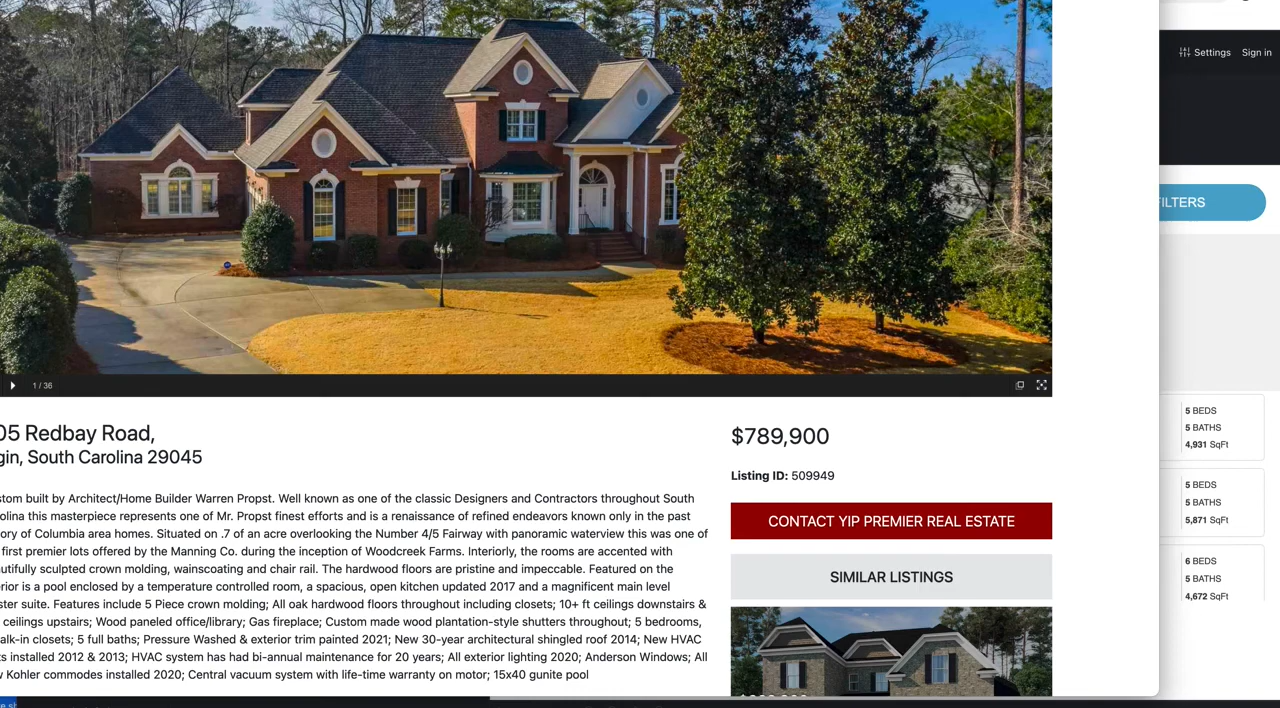 Settings Sign in
ILTERS
1 / 36
05 Redbay Road,
gin, South Carolina 29045
$789,900
Listing ID: 509949
CONTACT YIP PREMIER REAL ESTATE
SIMILAR LISTINGS
stom built by Architect/Home Builder Warren Propst. Well known as one of the classic Designers and Contractors throughout South
olina this masterpiece represents one of Mr. Propst finest efforts and is a renaissance of refined endeavors known only in the past
ory of Columbia area homes. Situated on .7 of an acre overlooking the Number 4/5 Fairway with panoramic waterview this was one of
first premier lots offered by the Manning Co. during the inception of Woodcreek Farms. Interiorly, the rooms are accented with
utifully sculpted crown molding, wainscoating and chair rail. The hardwood floors are pristine and impeccable. Featured on the
rior is a pool enclosed by a temperature controlled room, a spacious, open kitchen updated 2017 and a magnificent main level
ster suite. Features include 5 Piece crown molding; All oak hardwood floors throughout including closets; 10+ ft ceilings downstairs &
ceilings upstairs; Wood paneled office/library; Gas fireplace; Custom made wood plantation-style shutters throughout; 5 bedrooms,
alk-in closets; 5 full baths; Pressure Washed & exterior trim painted 2021; New 30-year architectural shingled roof 2014; New HVAC
s installed 2012 & 2013; HVAC system has had bi-annual maintenance for 20 years; All exterior lighting 2020; Anderson Windows; All
Kohler commodes installed 2020; Central vacuum system with life-time warranty on motor; 15x40 gunite pool
5 BEDS
5 BATHS
4,931 SqFt
5 BEDS
5 BATHS
5,871 SqFt
6 BEDS
5 BATHS
4,672 SqFt